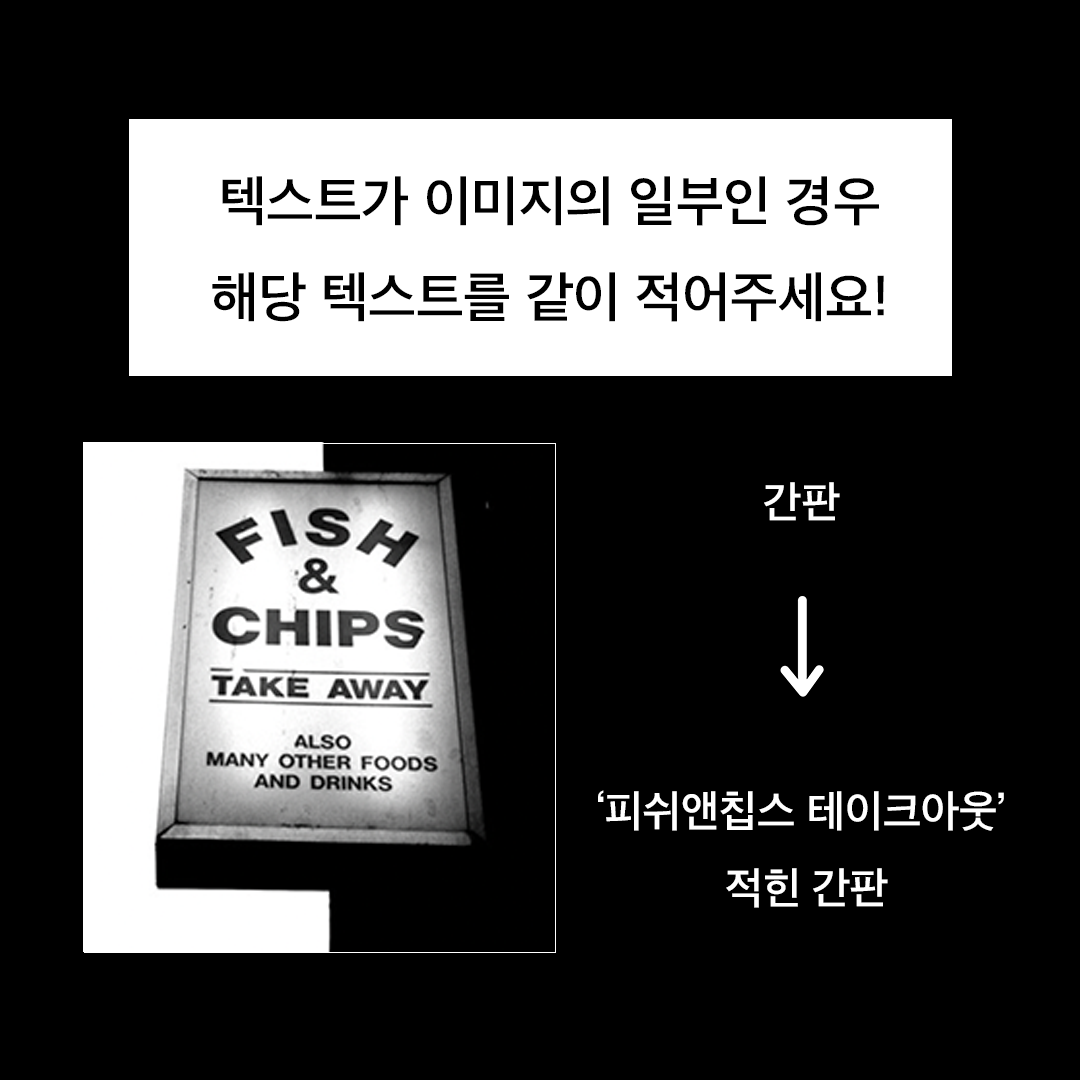 텍스트가 이미지의 일부인 경우
해당 텍스트를 같이 적어주세요!
FISH
&
CHIPS
TAKE AWAY
ALSO
MANY OTHER FOODS
AND DRINKS
간판
‘피쉬앤칩스 테이크아웃’
적힌 간판